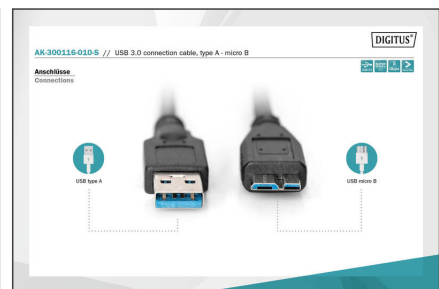 DIGITUS®
AK-300116-010-S // USB 3.0 connection cable, type A - micro B
Anschlüsse
Connections
USB type A
USB micro B